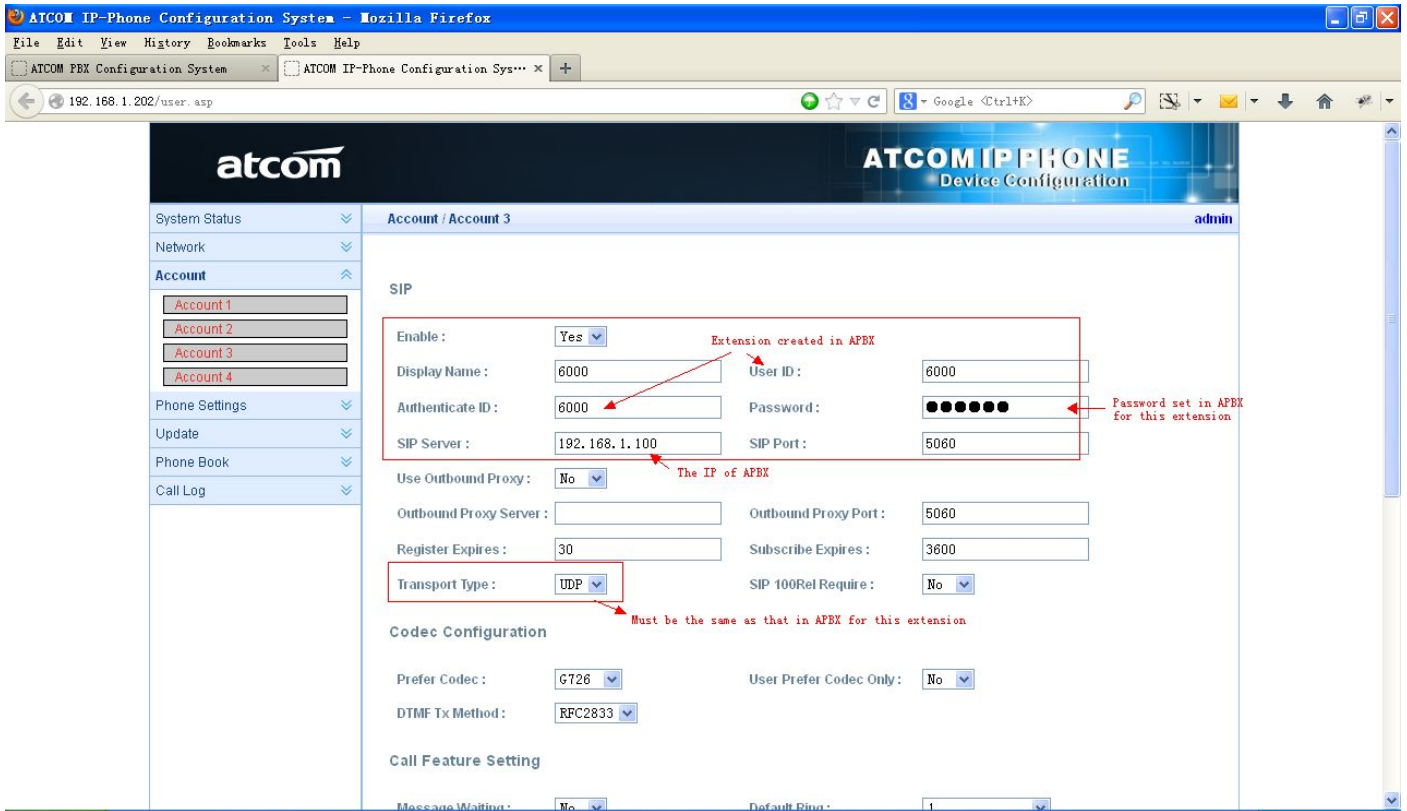 ATCOM IP-Phone Configuration System - Mozilla Firefox
File Edit View History Bookmarks Tools Help
ATCOM PBX Configuration System × ATCOM IP-Phone Configuration Sys… × +
192.168.1.202/user.asp Google <Ctrl+K>
atcom
ATCOM IP PHONE
Device Configuration
System Status
Network
Account
Account 1
Account 2
Account 3
Account 4
Phone Settings
Update
Phone Book
Call Log
Account / Account 3 admin
SIP
Enable : Yes
Extension created in APBX
Display Name : 6000 User ID : 6000
Authenticate ID : 6000 Password : ●●●●●●
Password set in APBX
for this extension
SIP Server : 192.168.1.100 SIP Port : 5060
The IP of APBX
Use Outbound Proxy : No
Outbound Proxy Server : Outbound Proxy Port : 5060
Register Expires : 30 Subscribe Expires : 3600
Transport Type : UDP SIP 100Rel Require : No
Must be the same as that in APBX for this extension
Codec Configuration
Prefer Codec : G726 User Prefer Codec Only : No
DTMF Tx Method : RFC2833
Call Feature Setting
Message Waiting : No Default Ring : 1